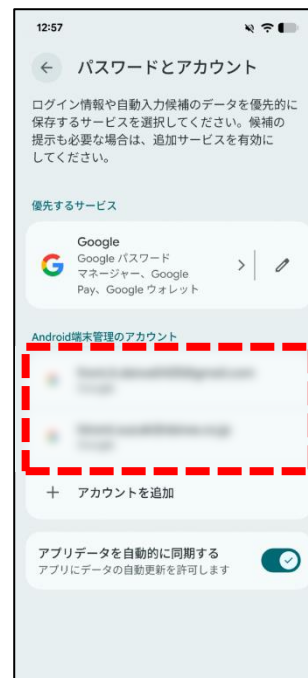 12:57
パスワードとアカウント
ログイン情報や自動入力候補のデータを優先的に
保存するサービスを選択してください。候補の
提示も必要な場合は、追加サービスを有効に
してください。
優先するサービス
Google
Google パスワード
マネージャー、Google
Pay、Google ウォレット
Android端末管理のアカウント
アカウントを追加
アプリデータを自動的に同期する
アプリにデータの自動更新を許可します